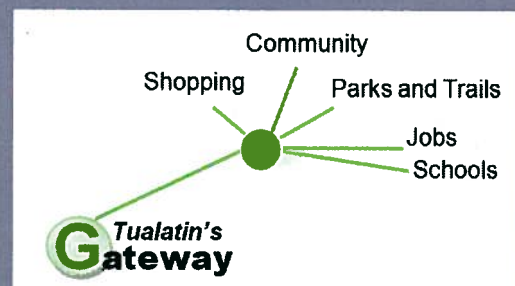 Community
Shopping
Parks and Trails
Jobs
Schools
Tualatin's
Gateway